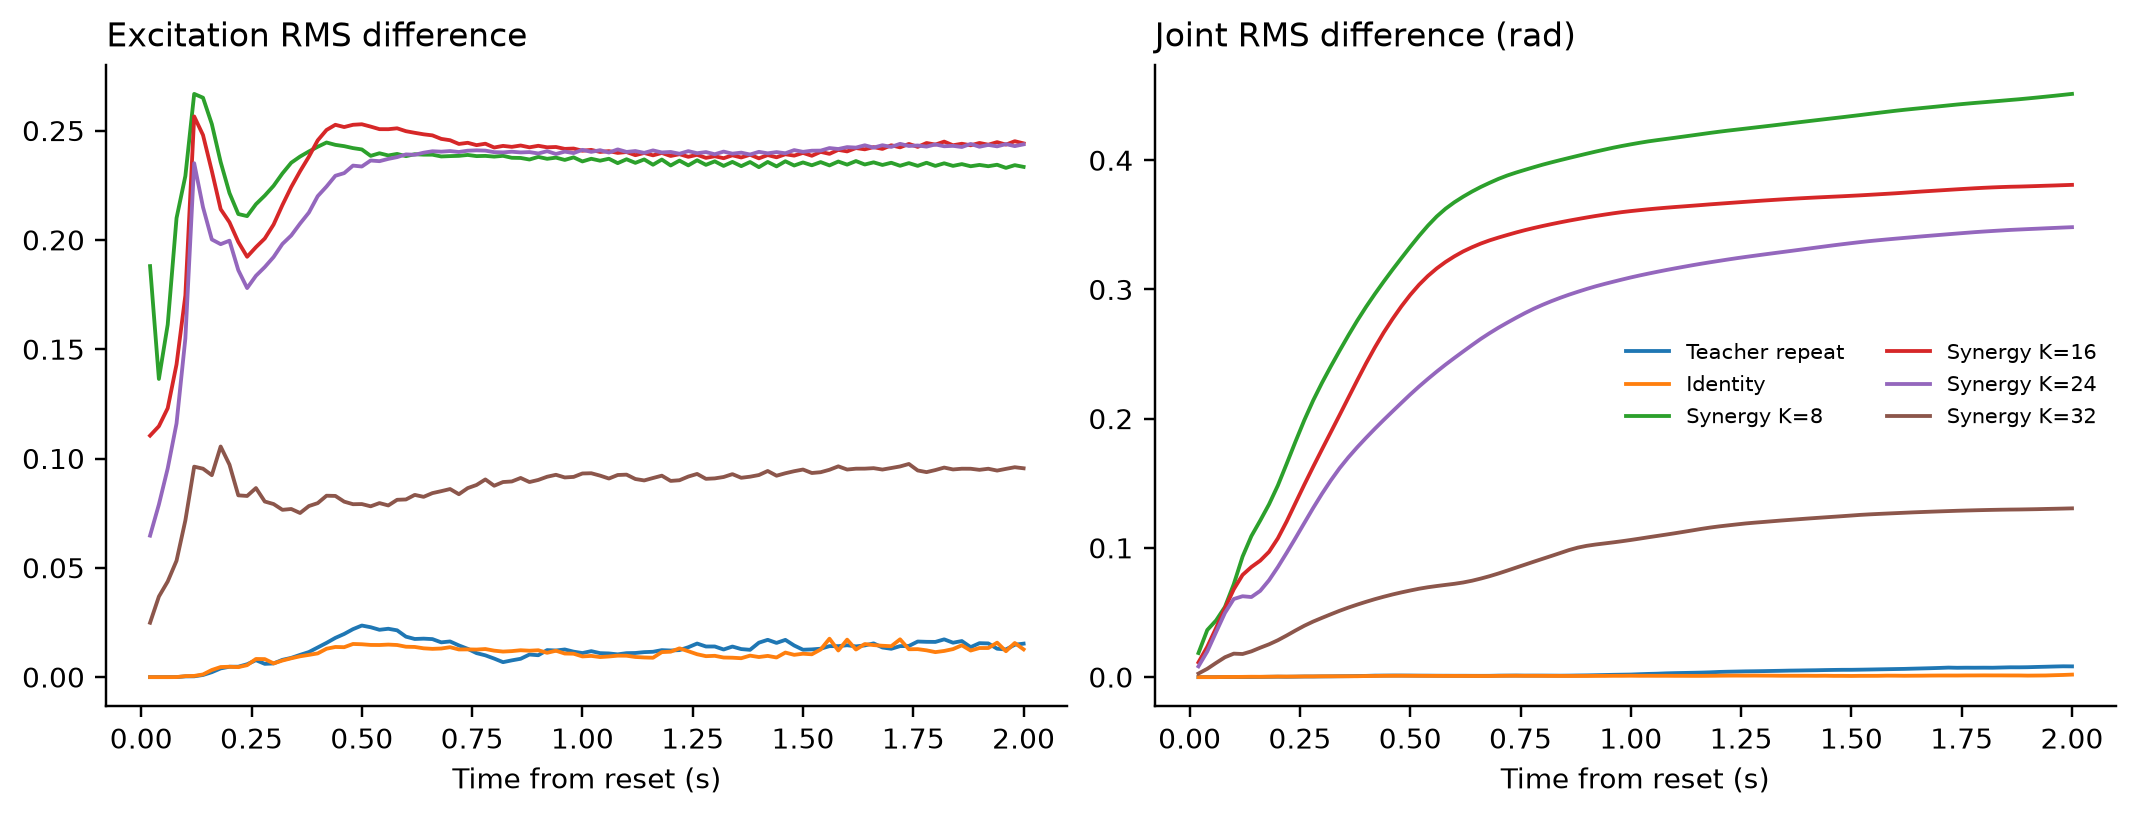 Excitation RMS difference
0.25
0.20
0.15
0.10
0.05
0.00
0.00 0.25 0.50 0.75 1.00 1.25 1.50 1.75 2.00
Time from reset (s)
Joint RMS difference (rad)
0.4
0.3
0.2
0.1
0.0
Teacher repeat
Identity
Synergy K=8
Synergy K=16
Synergy K=24
Synergy K=32
0.00 0.25 0.50 0.75 1.00 1.25 1.50 1.75 2.00
Time from reset (s)